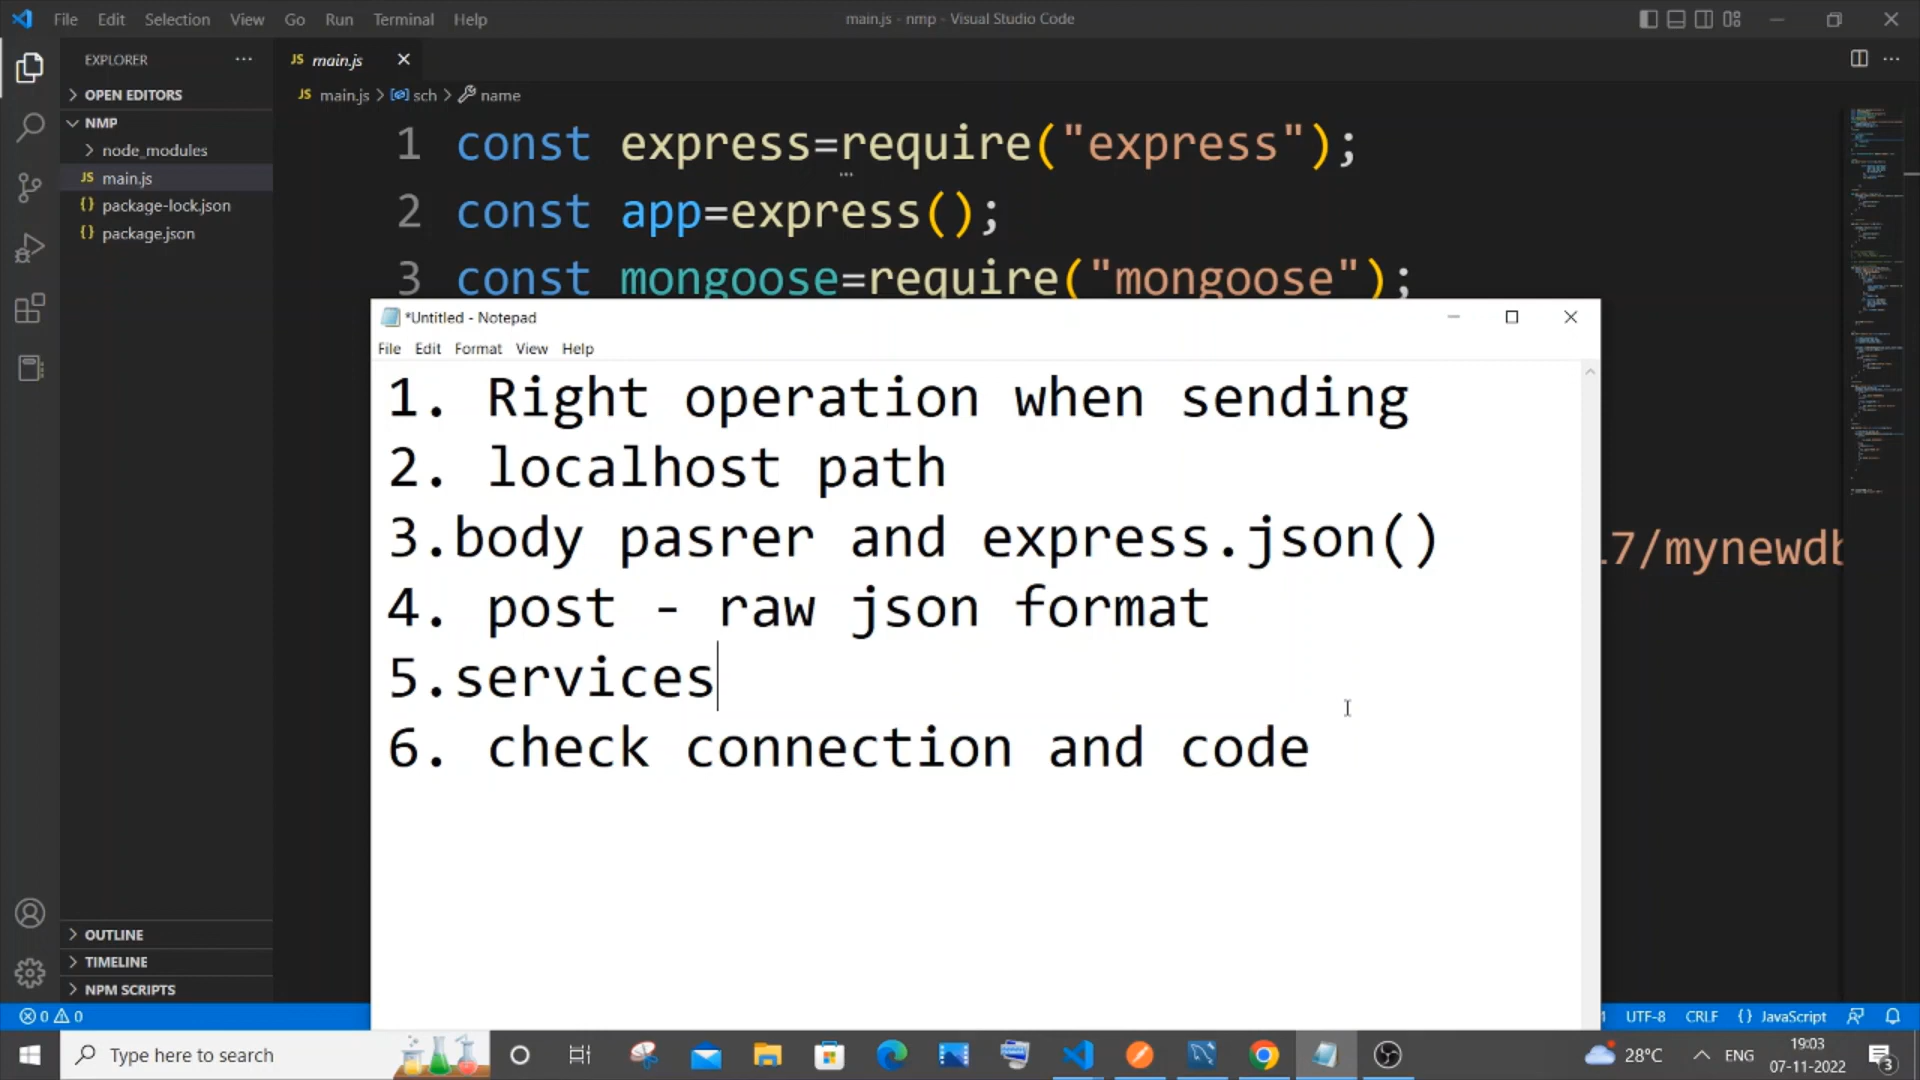 File Edit Selection View Go Run Terminal Help
main.js - nmp - Visual Studio Code
EXPLORER
OPEN EDITORS
NMP
node_modules
JS main.js
{} package-lock.json
{} package.json
OUTLINE
TIMELINE
NPM SCRIPTS
JS main.js
JS main.js > sch > name
1 const express=require("express");
2 const app=express();
3 const mongoose=require("mongoose");
.17/mynewdb
*Untitled - Notepad
File Edit Format View Help
1. Right operation when sending
2. localhost path
3.body pasrer and express.json()
4. post - raw json format
5.services
6. check connection and code
0 0
UTF-8 CRLF {} JavaScript
Type here to search
28°C
ENG
19:03
07-11-2022
3